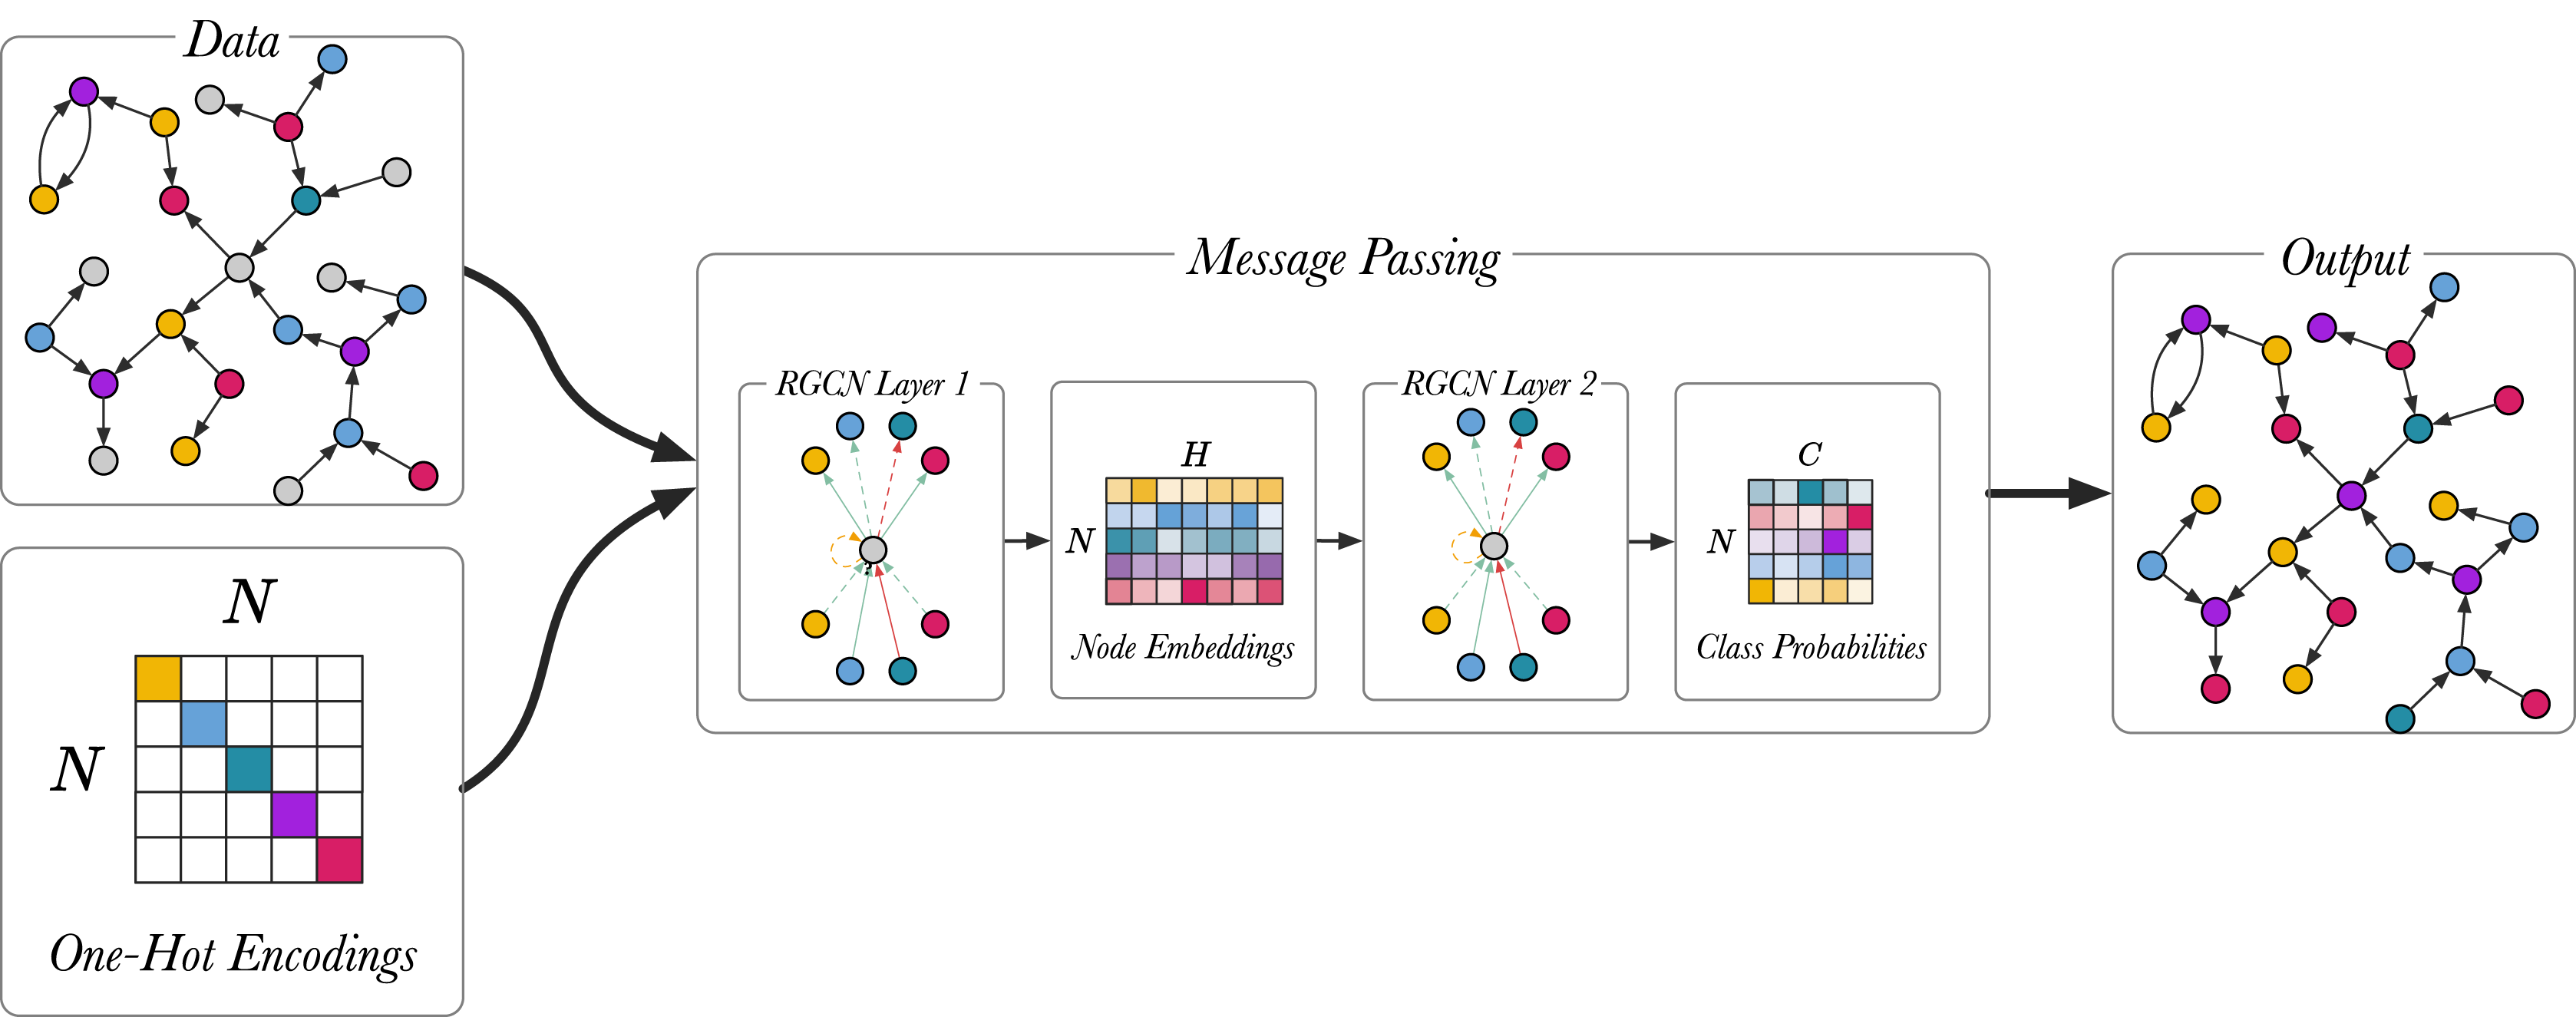 Data
N
N
One-Hot Encodings
Message Passing
RGCN Layer 1
?
H
N
Node Embeddings
RGCN Layer 2
C
N
Class Probabilities
Output